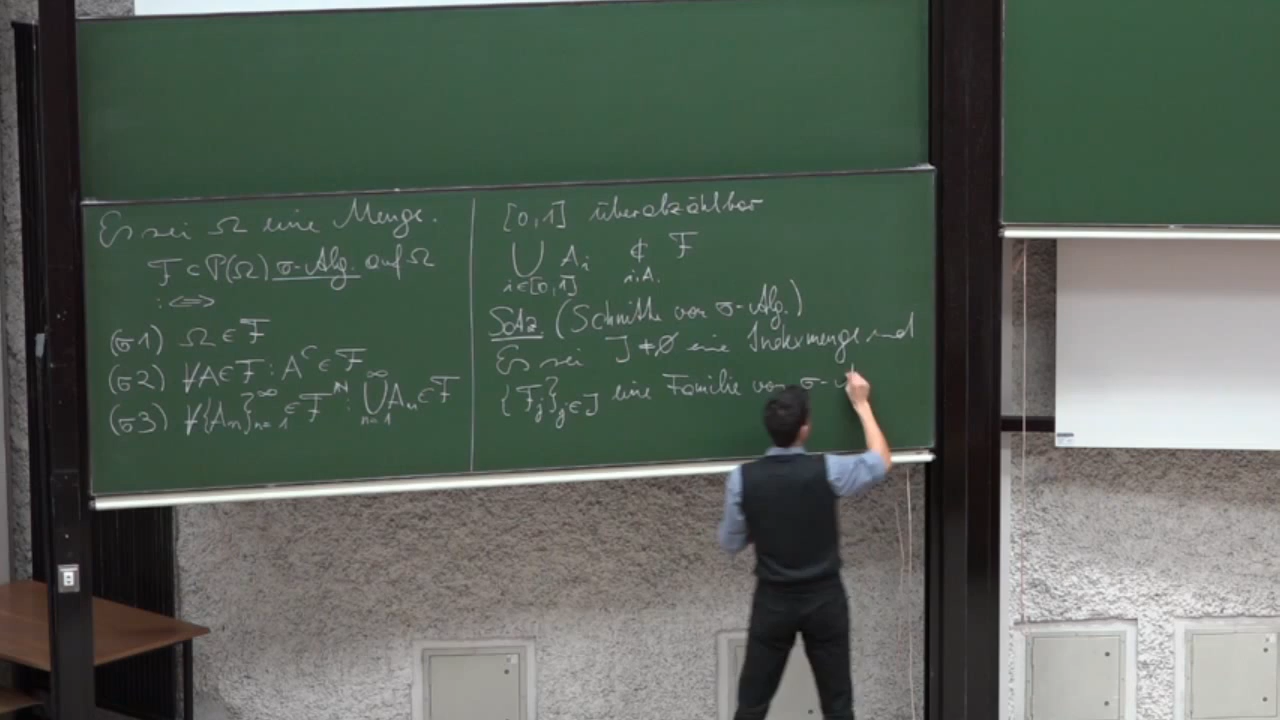 Es sei Ω eine Menge.
F ⊂ P(Ω) σ-Alg. auf Ω
:⟺
(σ1) Ω ∈ F
(σ2) ∀A ∈ F : A^c ∈ F
(σ3) ∀{A_n}_{n=1}^∞ ∈ F^ℕ : ⋃_{n=1}^∞ A_n ∈ F
[0,1] überabzählbar
⋃_{i∈[0,1]} A_i ∉ F
i.A.
Satz. (Schnitte von σ-Alg.)
Es sei J ≠ ∅ eine Indexmenge und
{F_j}_{j∈J} eine Familie von σ-